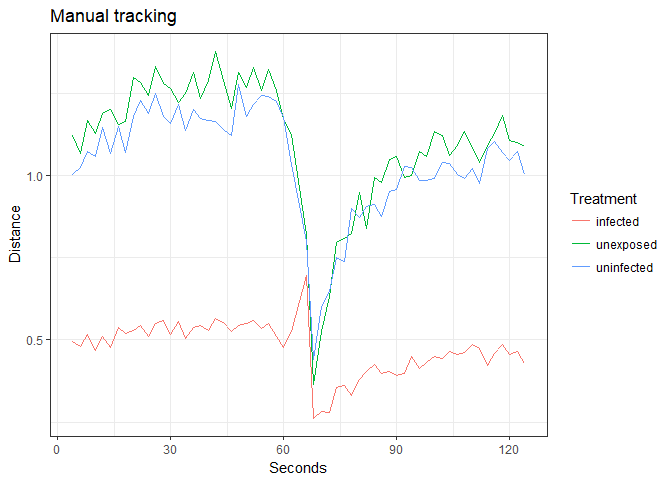 Manual tracking
Distance
1.0
0.5
0
30
60
90
120
Seconds
Treatment
infected
unexposed
uninfected